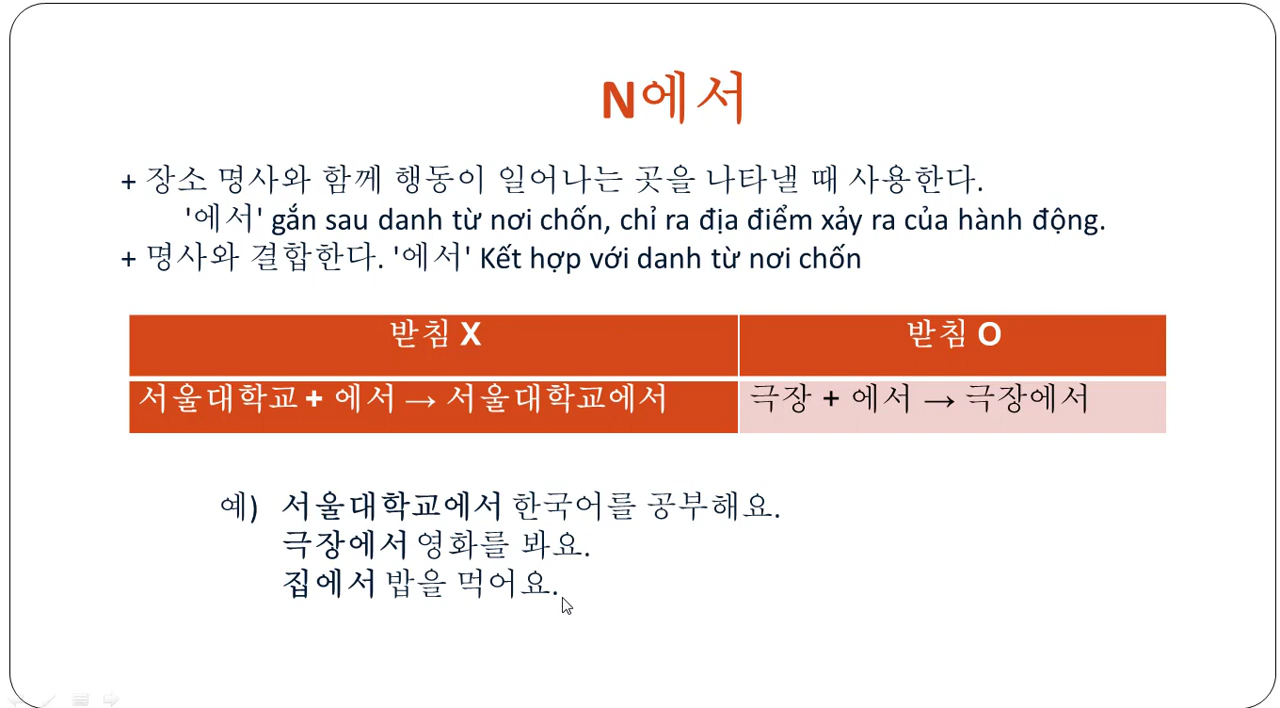 N에서
+ 장소 명사와 함께 행동이 일어나는 곳을 나타낼 때 사용한다.
'에서' gắn sau danh từ nơi chốn, chỉ ra địa điểm xảy ra của hành động.
+ 명사와 결합한다. '에서' Kết hợp với danh từ nơi chốn
받침 X
받침 O
서울대학교 + 에서 → 서울대학교에서
극장 + 에서 → 극장에서
예) 서울대학교에서 한국어를 공부해요.
극장에서 영화를 봐요.
집에서 밥을 먹어요.